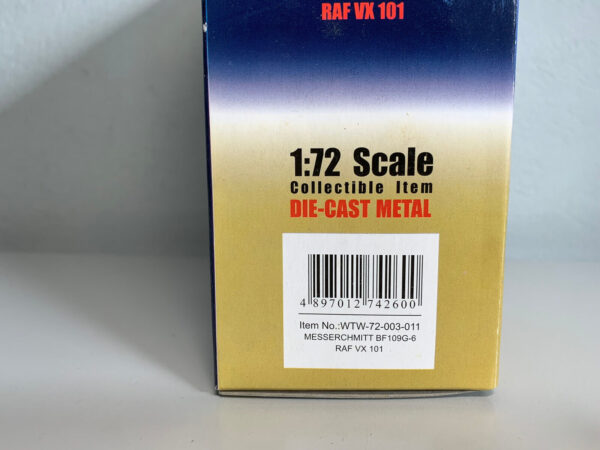 RAF VX 101
1:72 Scale
Collectible Item
DIE-CAST METAL
4 897012 742600
Item No.:WTW-72-003-011
MESSERCHMITT BF109G-6
RAF VX 101